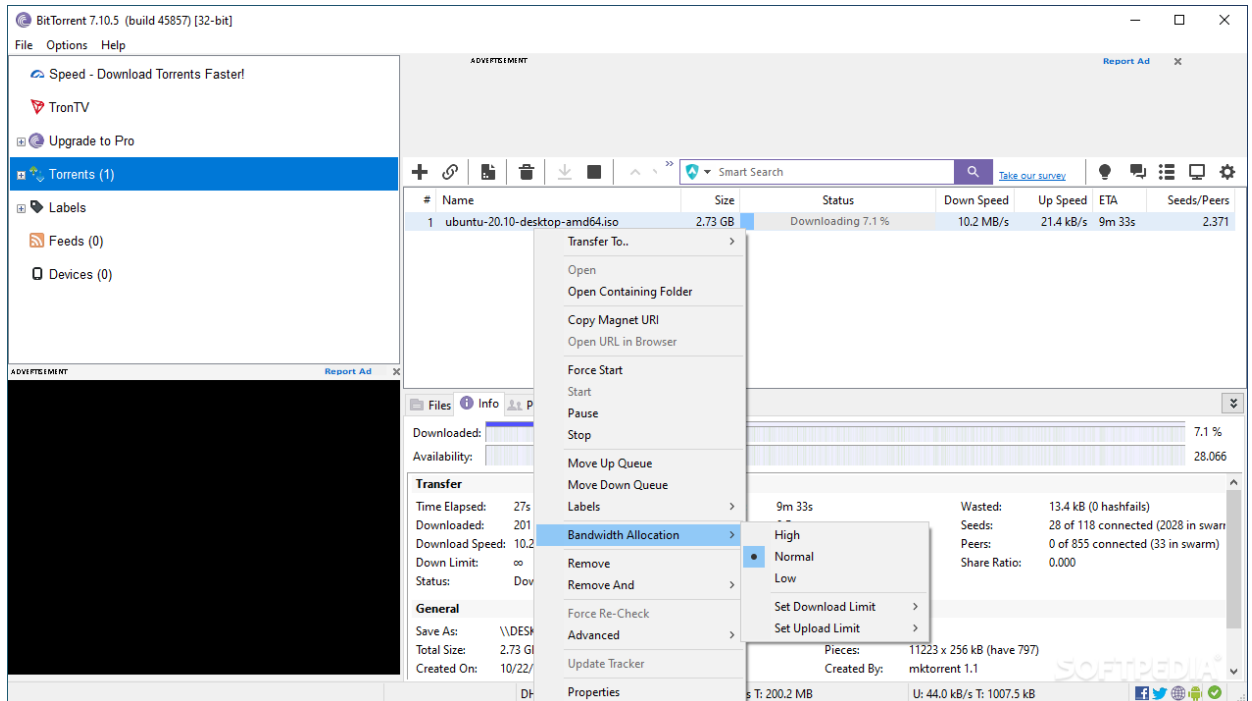 BitTorrent 7.10.5 (build 45857) [32-bit]
File Options Help
Speed - Download Torrents Faster!
TronTV
Upgrade to Pro
Torrents (1)
Labels
Feeds (0)
Devices (0)
ADVERTISEMENT
Report Ad
ADVERTISEMENT
Report Ad
Smart Search
Take our survey
# Name Size Status Down Speed Up Speed ETA Seeds/Peers
1 ubuntu-20.10-desktop-amd64.iso 2.73 GB Downloading 7.1 % 10.2 MB/s 21.4 kB/s 9m 33s 2.371
Transfer To..
Open
Open Containing Folder
Copy Magnet URI
Open URL in Browser
Force Start
Start
Pause
Stop
Move Up Queue
Move Down Queue
Labels
Bandwidth Allocation
Remove
Remove And
Force Re-Check
Advanced
Update Tracker
Properties
High
Normal
Low
Set Download Limit
Set Upload Limit
Files Info P
Downloaded: 7.1 %
Availability: 28.066
Transfer
Time Elapsed: 27s 9m 33s Wasted: 13.4 kB (0 hashfails)
Downloaded: 201 Seeds: 28 of 118 connected (2028 in swarm
Download Speed: 10.2 Peers: 0 of 855 connected (33 in swarm)
Down Limit: ∞ Share Ratio: 0.000
Status: Dow
General
Save As: \\DESK
Total Size: 2.73 GB Pieces: 11223 x 256 kB (have 797)
Created On: 10/22/ Created By: mktorrent 1.1
SOFTPEDIA
DH s T: 200.2 MB U: 44.0 kB/s T: 1007.5 kB